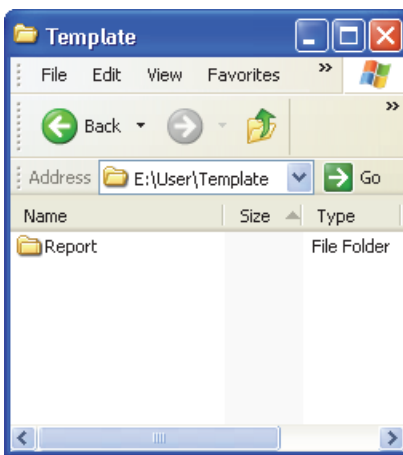 Template
File Edit View Favorites »
Back »
Address E:\User\Template Go
Name Size Type
Report File Folder